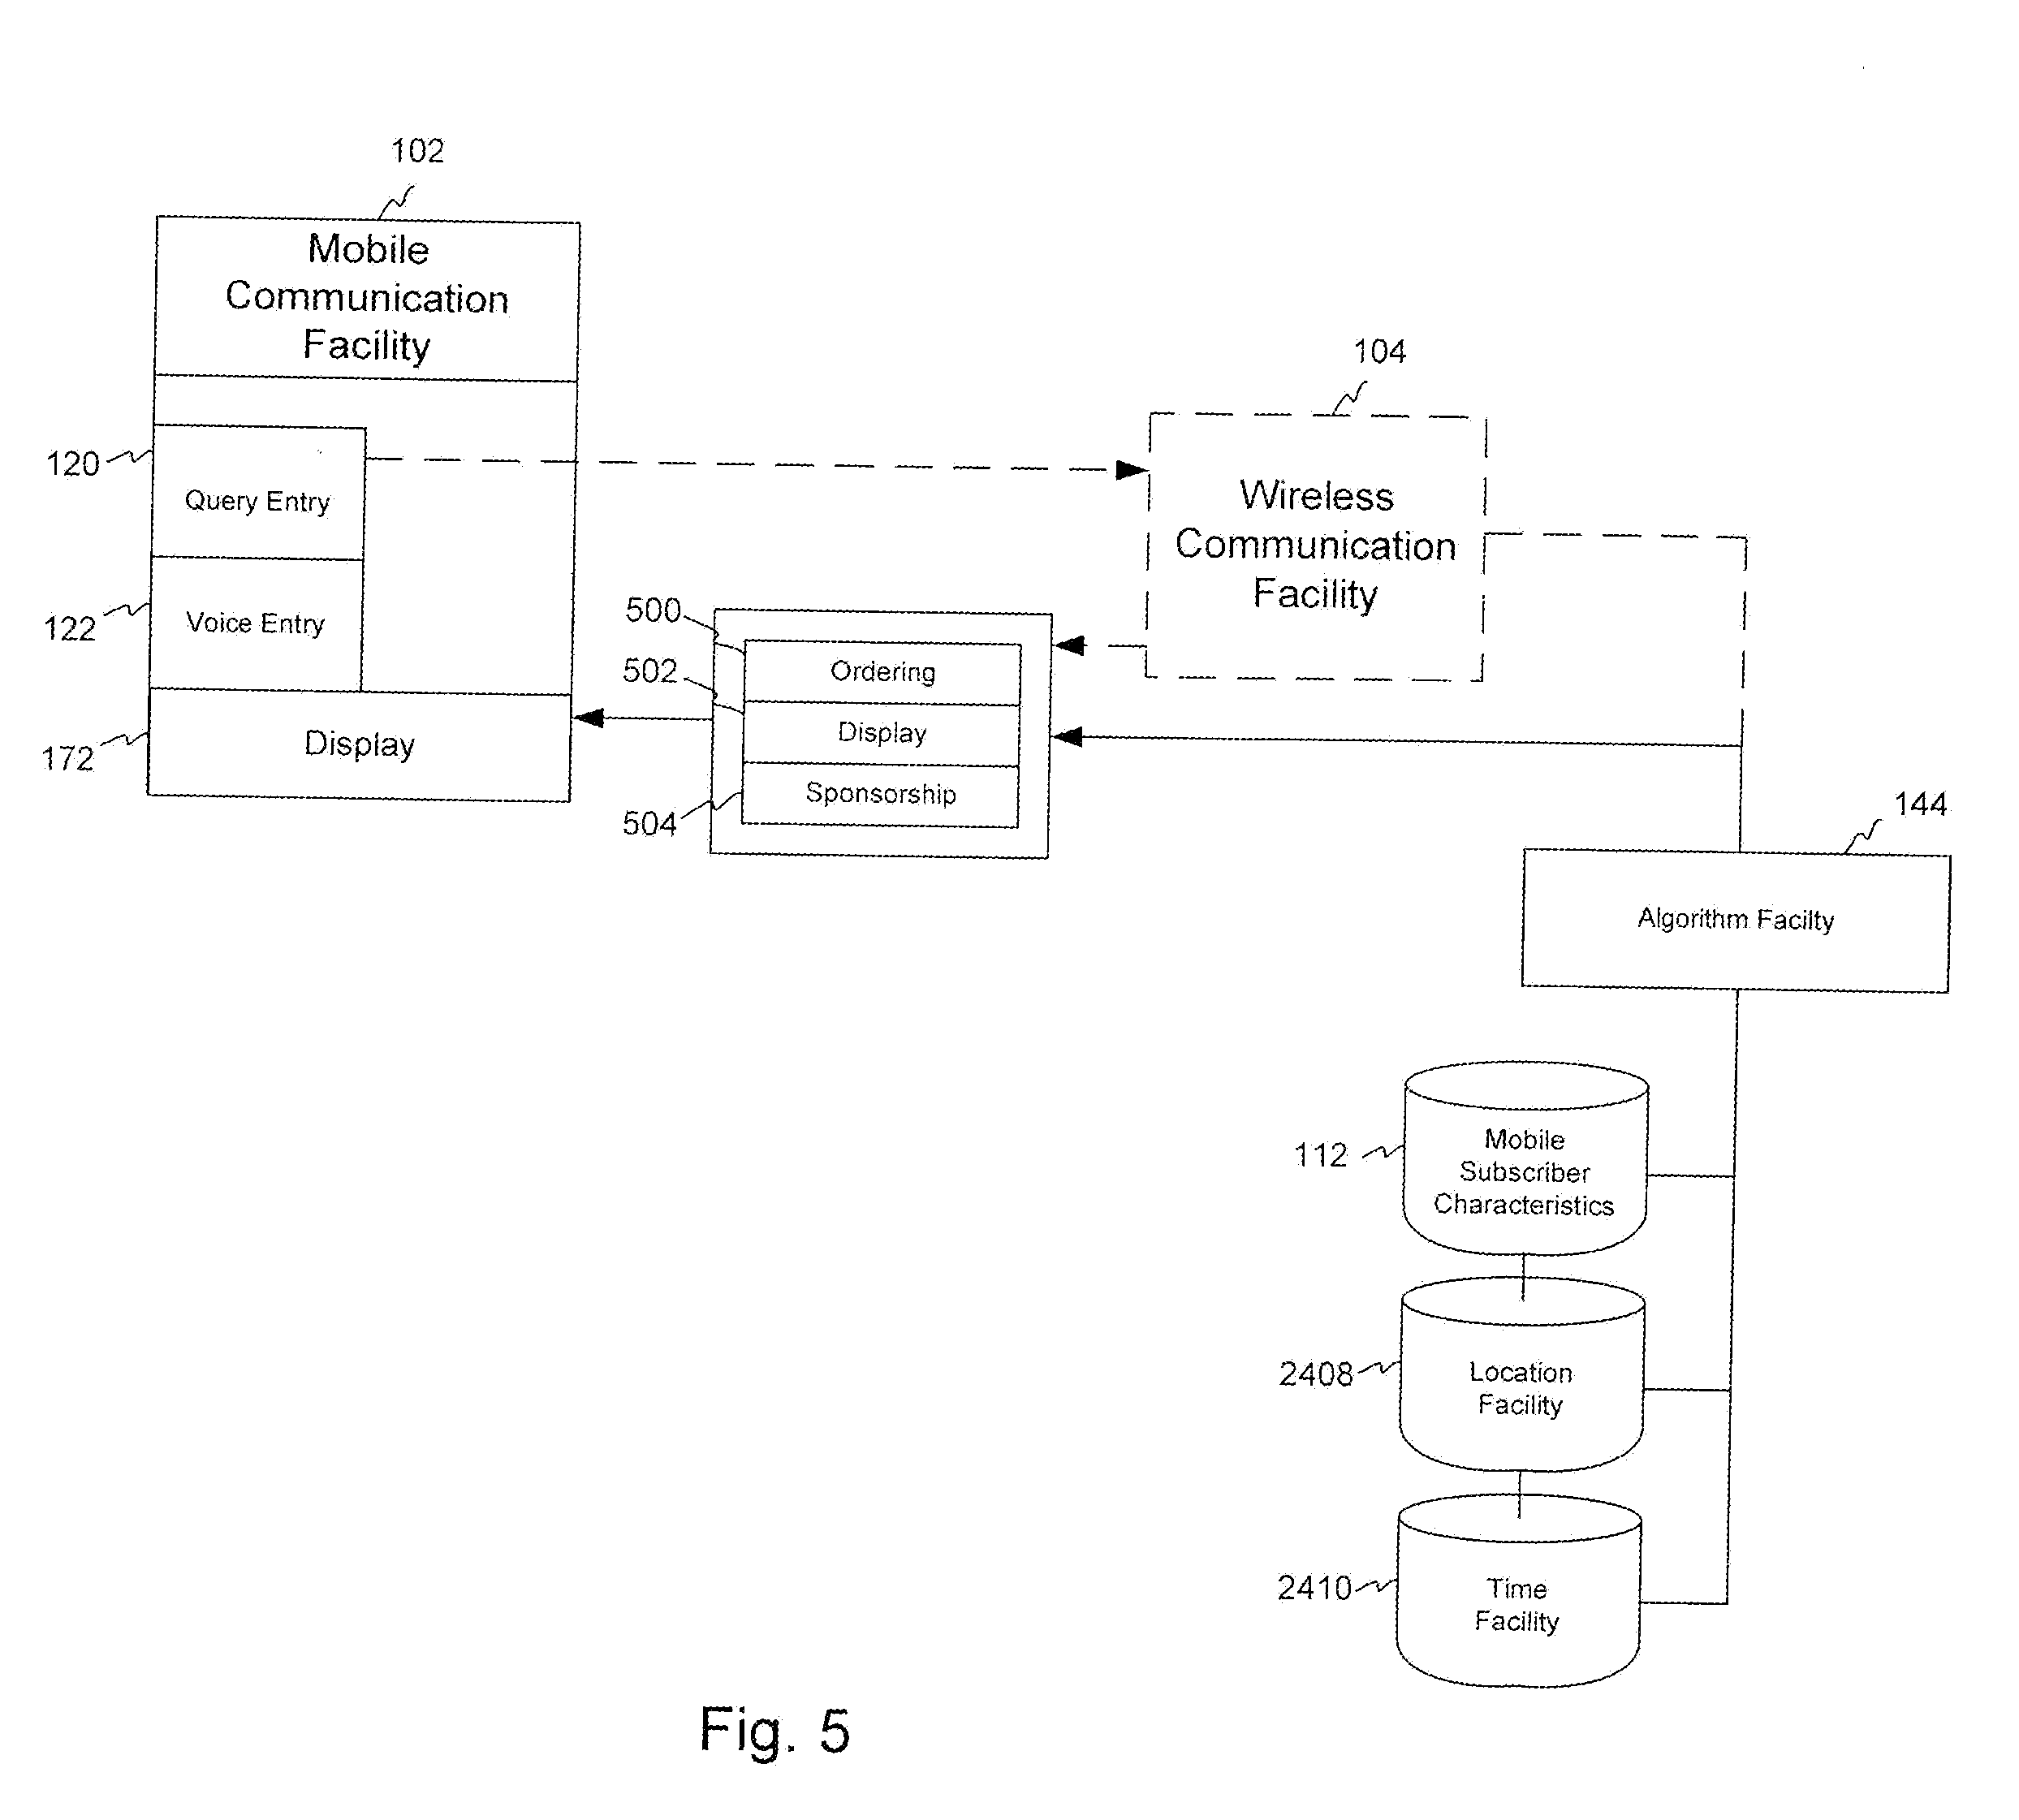 102
Mobile
Communication
Facility
120
Query Entry
122
Voice Entry
172
Display
104
Wireless
Communication
Facility
500
Ordering
502
Display
504
Sponsorship
144
Algorithm Facilty
112
Mobile
Subscriber
Characteristics
2408
Location
Facility
2410
Time
Facility
Fig. 5